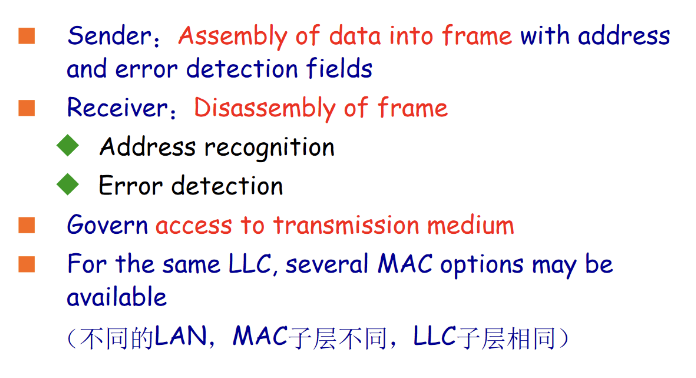 Sender：Assembly of data into frame with address
and error detection fields
Receiver：Disassembly of frame
Address recognition
Error detection
Govern access to transmission medium
For the same LLC, several MAC options may be
available
（不同的LAN，MAC子层不同，LLC子层相同）